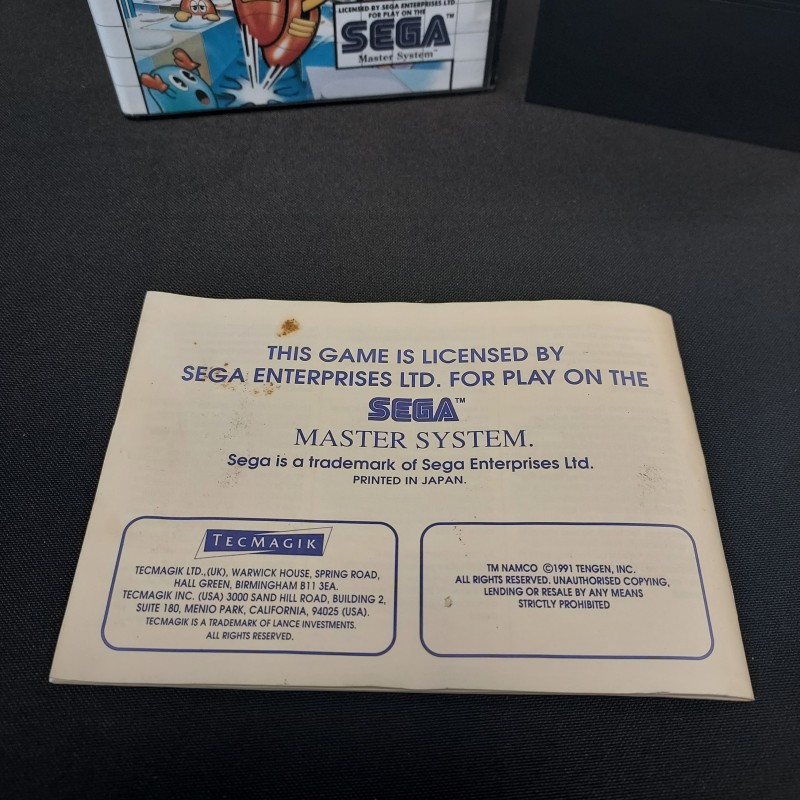 LICENSED BY SEGA ENTERPRISES LTD
FOR PLAY ON THE
SEGA™
Master System™
THIS GAME IS LICENSED BY
SEGA ENTERPRISES LTD. FOR PLAY ON THE
SEGA™
MASTER SYSTEM.
Sega is a trademark of Sega Enterprises Ltd.
PRINTED IN JAPAN.
TECMAGIK
TECMAGIK LTD.,(UK), WARWICK HOUSE, SPRING ROAD,
HALL GREEN, BIRMINGHAM B11 3EA.
TECMAGIK INC. (USA) 3000 SAND HILL ROAD, BUILDING 2,
SUITE 180, MENIO PARK, CALIFORNIA, 94025 (USA).
TECMAGIK IS A TRADEMARK OF LANCE INVESTMENTS.
ALL RIGHTS RESERVED.
TM NAMCO ©1991 TENGEN, INC.
ALL RIGHTS RESERVED. UNAUTHORISED COPYING,
LENDING OR RESALE BY ANY MEANS
STRICTLY PROHIBITED